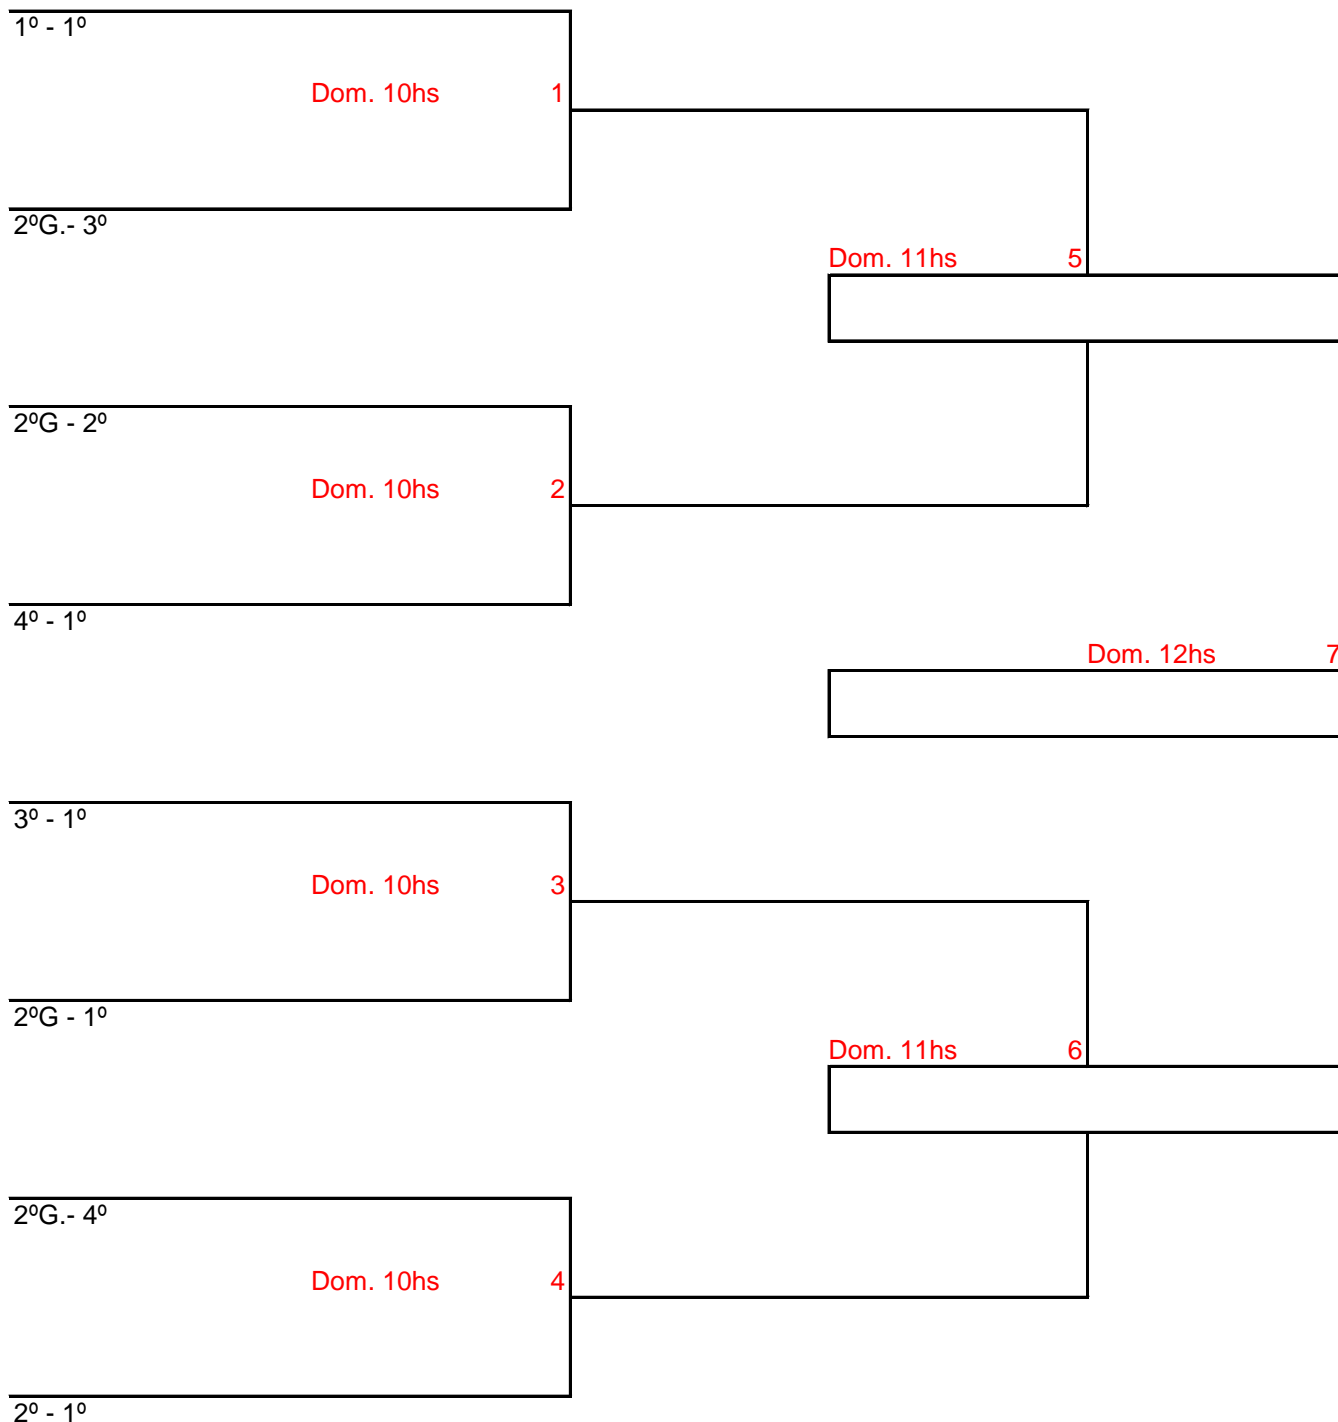 1º - 1º
Dom. 10hs 1
2ºG.- 3º
Dom. 11hs 5
2ºG - 2º
Dom. 10hs 2
4º - 1º
Dom. 12hs 7
3º - 1º
Dom. 10hs 3
2ºG - 1º
Dom. 11hs 6
2ºG.- 4º
Dom. 10hs 4
2º - 1º